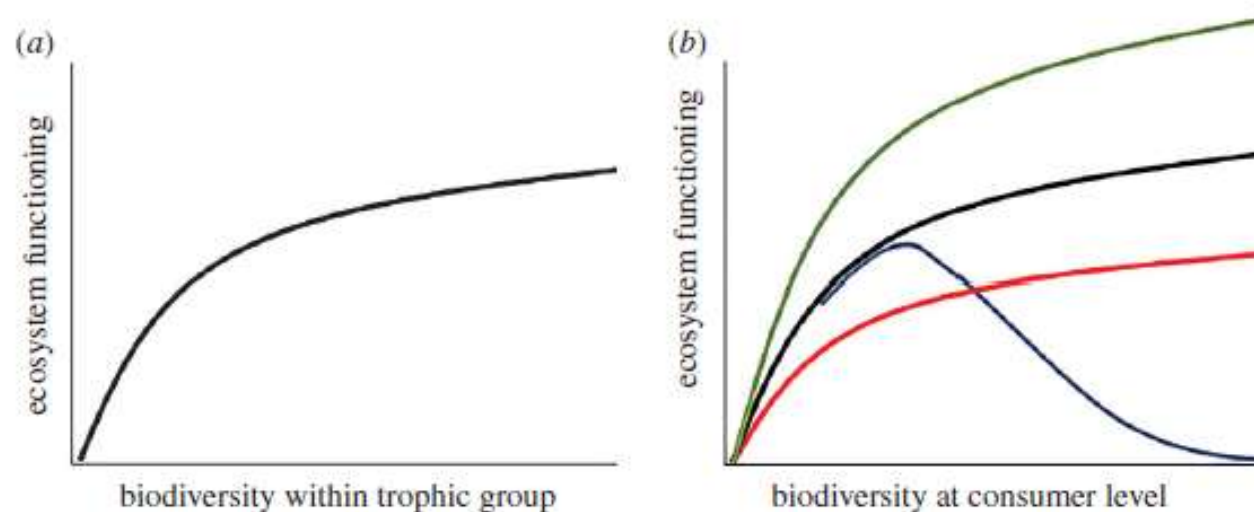 (a)
ecosystem functioning
biodiversity within trophic group
(b)
ecosystem functioning
biodiversity at consumer level